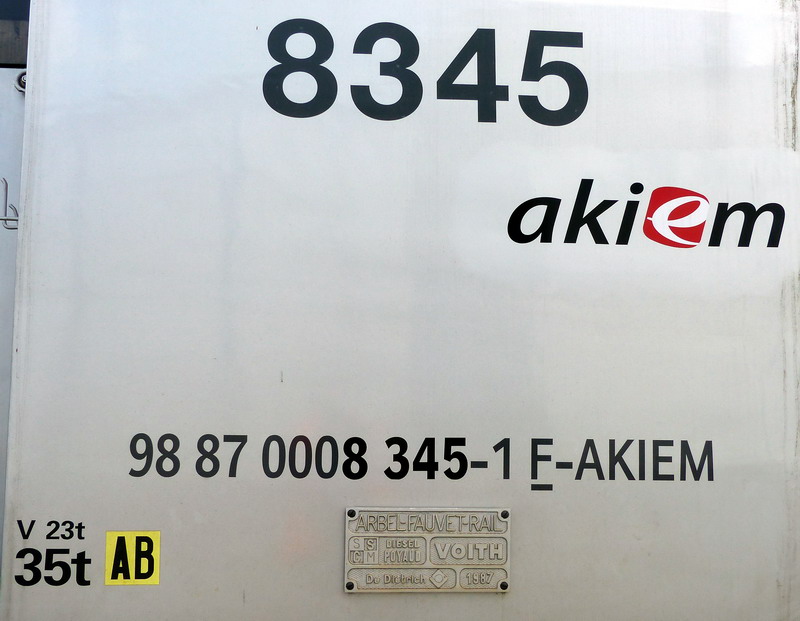 8345
akiem
98 87 0008 345-1 F-AKIEM
V 23t
35t AB
ARBEL-FAUVET-RAIL
SSCM DIESEL POYAUD VOITH
De Dietrich 1987